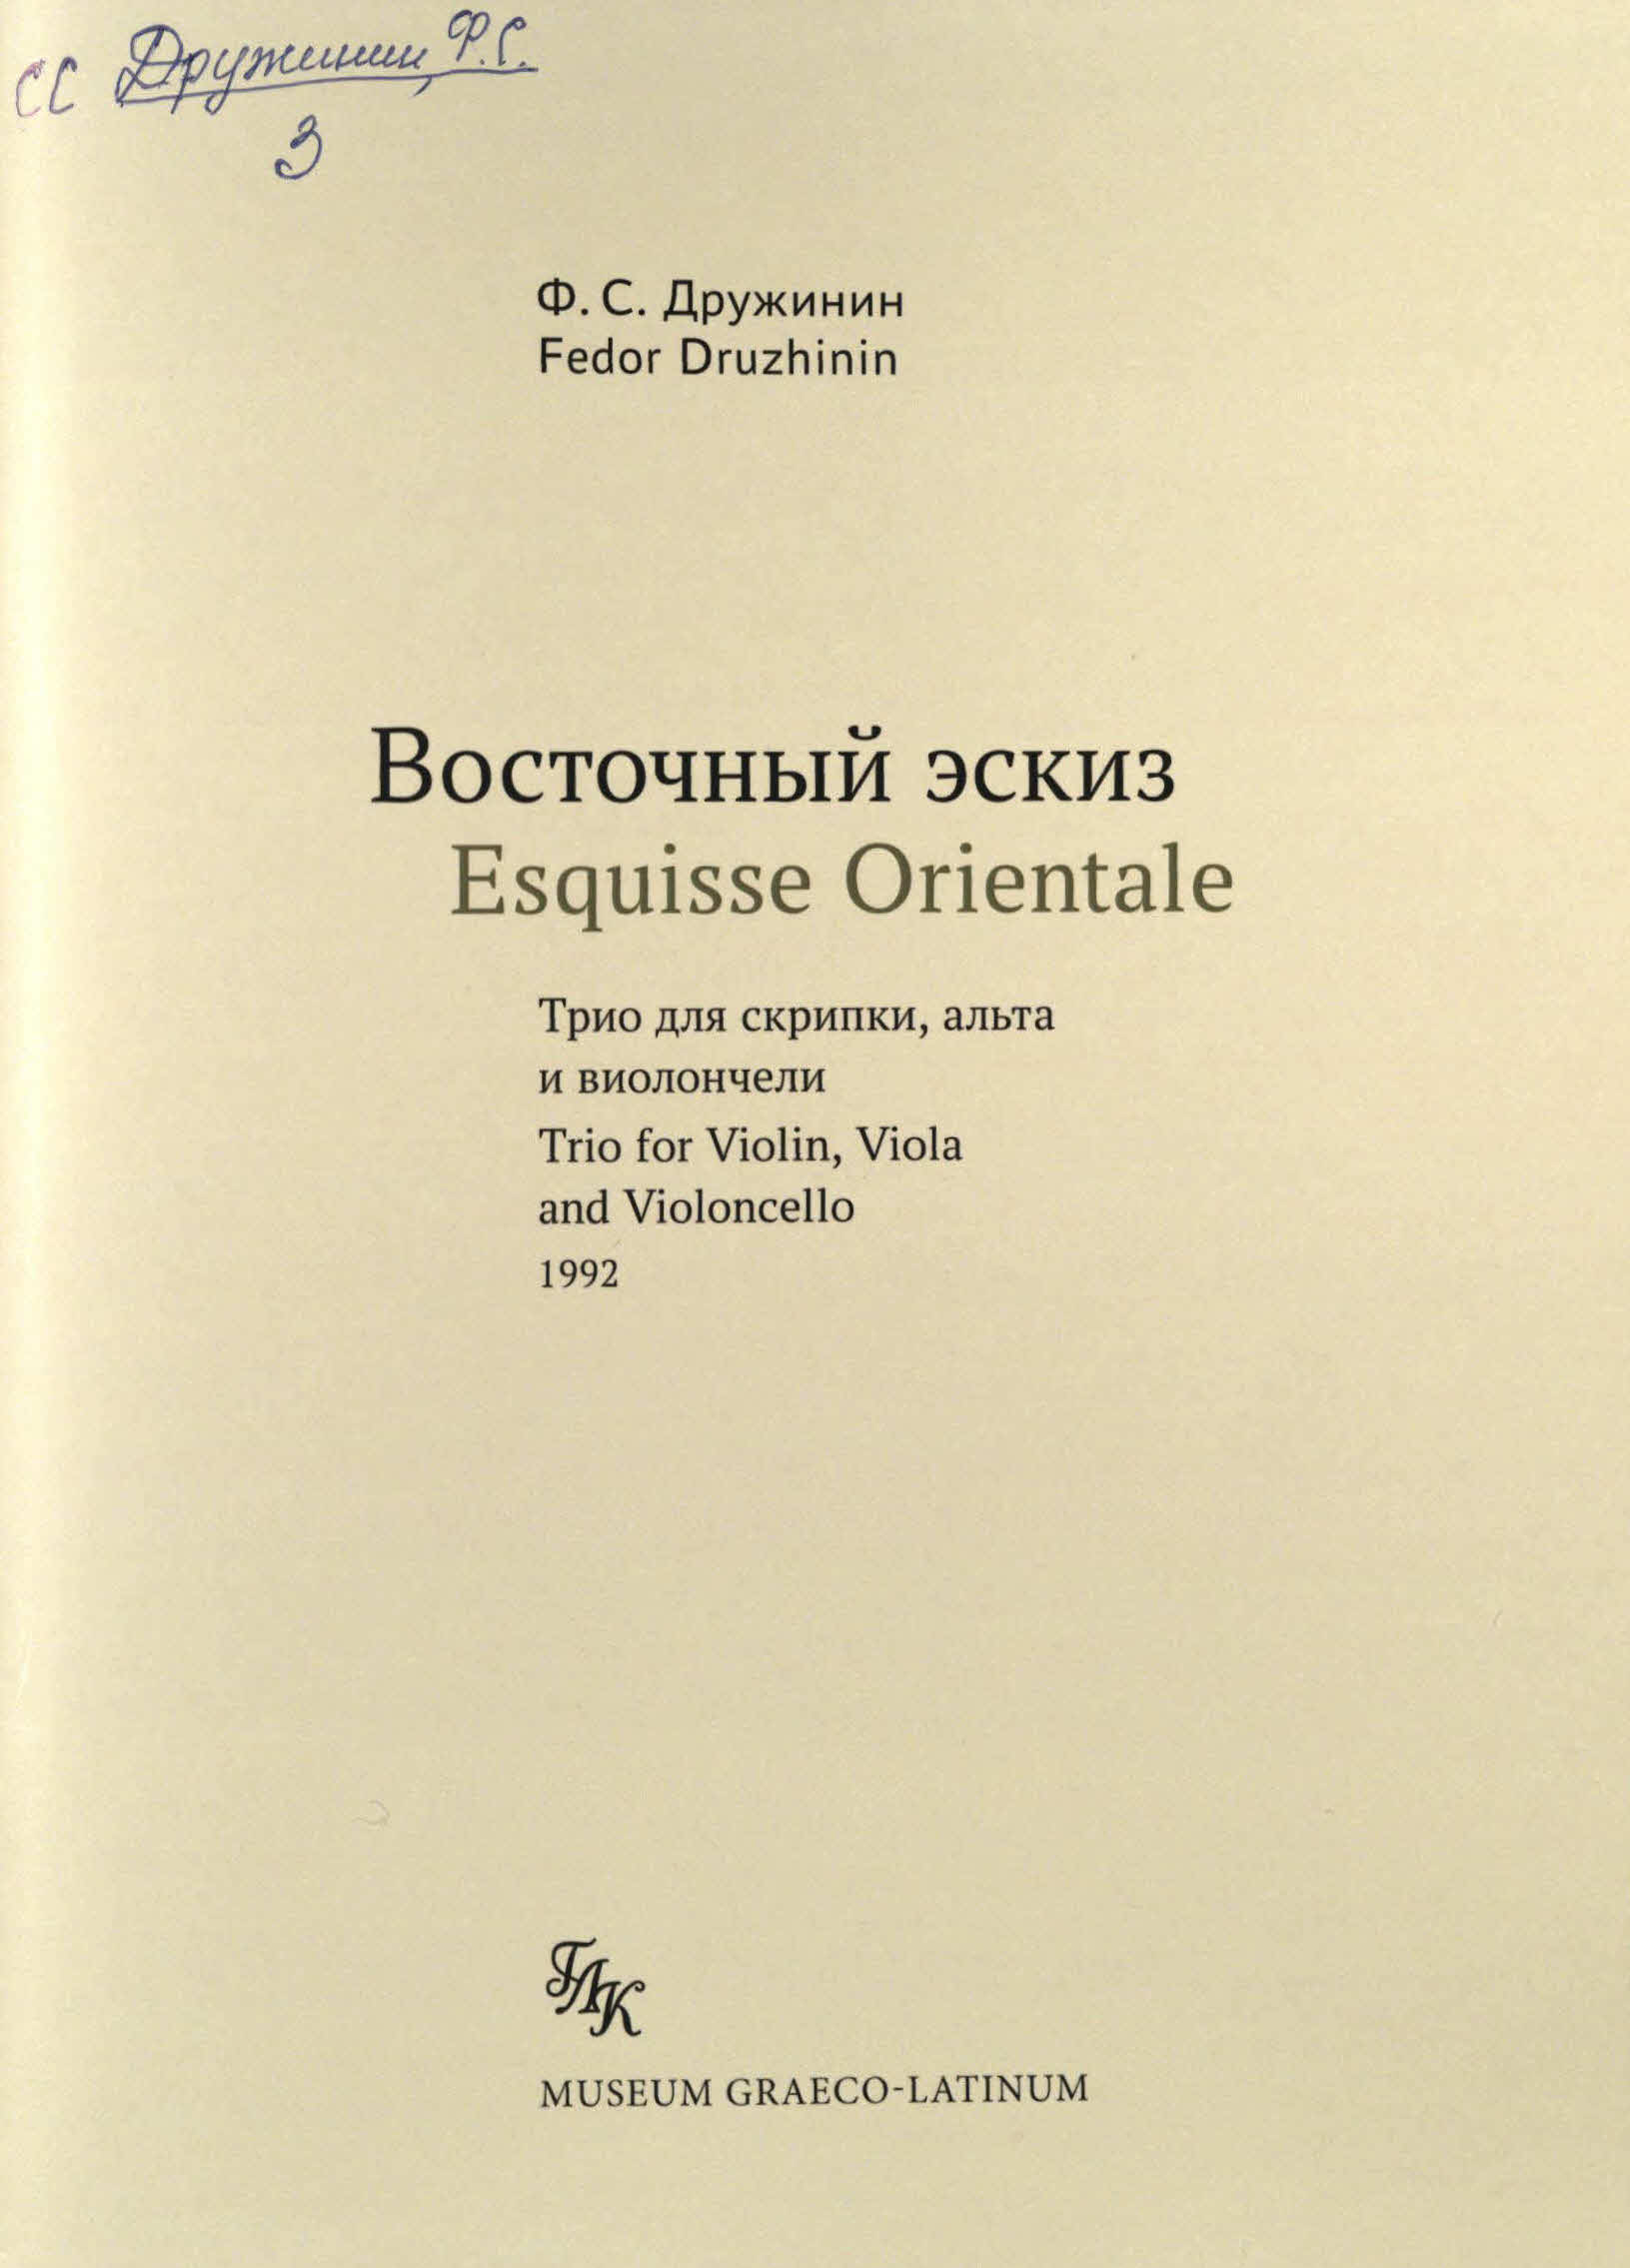 сс Дружинин, Ф.С.
3
Ф. С. Дружинин
Fedor Druzhinin
Восточный эскиз
Esquisse Orientale
Трио для скрипки, альта
и виолончели
Trio for Violin, Viola
and Violoncello
1992
ГЛК
MUSEUM GRAECO-LATINUM